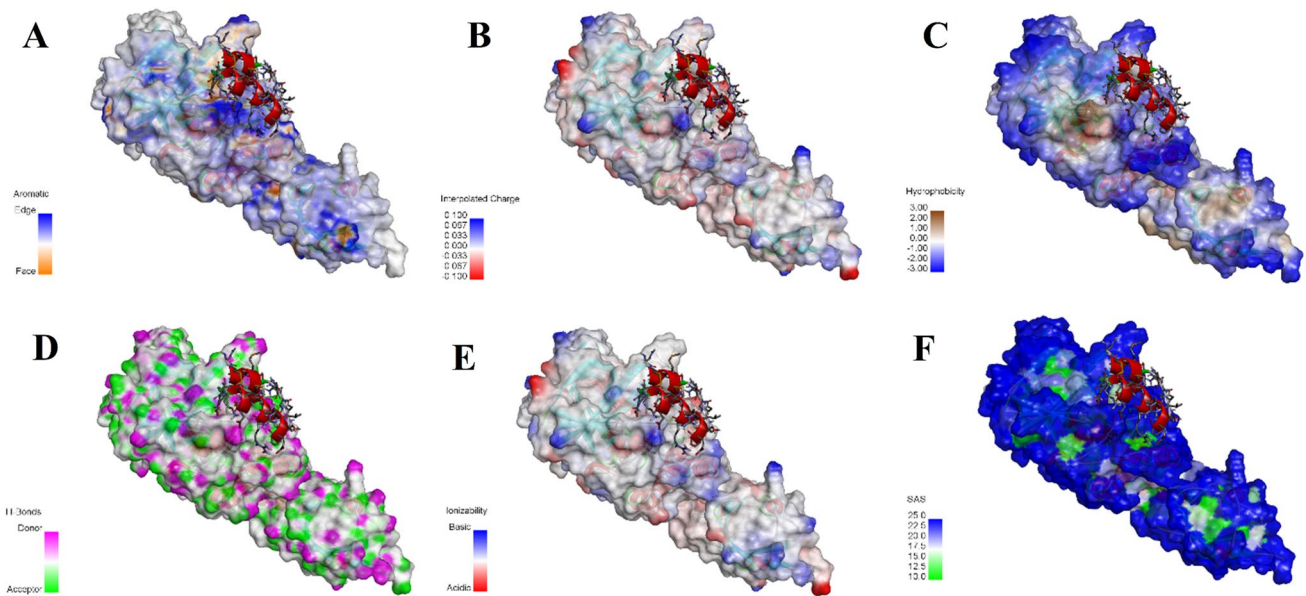 A
Aromatic
Edge
Face
B
Interpolated Charge
0.100
0.067
0.033
0.000
-0.033
-0.067
-0.100
C
Hydrophobicity
3.00
2.00
1.00
0.00
-1.00
-2.00
-3.00
D
H-Bonds
Donor
Acceptor
E
Ionizability
Basic
Acidic
F
SAS
25.0
22.5
20.0
17.5
15.0
12.5
10.0